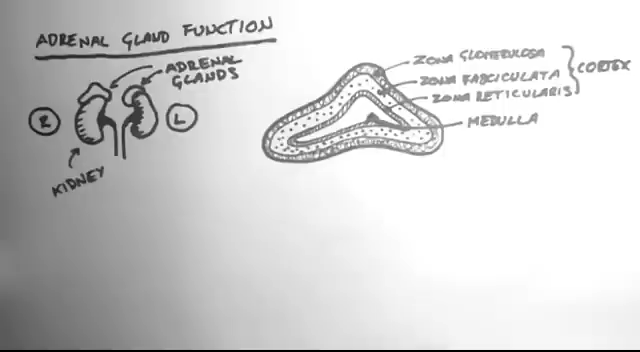 ADRENAL GLAND FUNCTION
ADRENAL
GLANDS
R
L
KIDNEY
ZONA GLOMERULOSA
ZONA FASCICULATA
ZONA RETICULARIS
CORTEX
MEDULLA